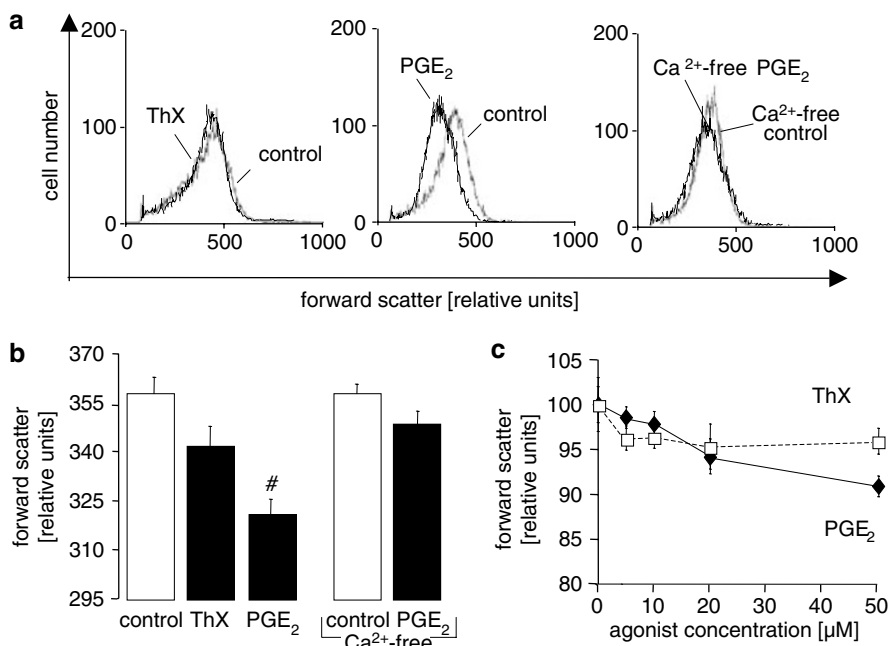 a
200
100
0
0 500 1000
cell number
ThX
control
200
100
0
0 500 1000
PGE2
control
200
100
0
0 500 1000
Ca 2+-free PGE2
Ca2+-free
control
forward scatter [relative units]
b
370
355
340
325
310
295
forward scatter
[relative units]
#
control ThX PGE2 control PGE2
Ca2+-free
c
105
100
95
90
85
80
forward scatter
[relative units]
ThX
PGE2
0 10 20 30 40 50
agonist concentration [µM]